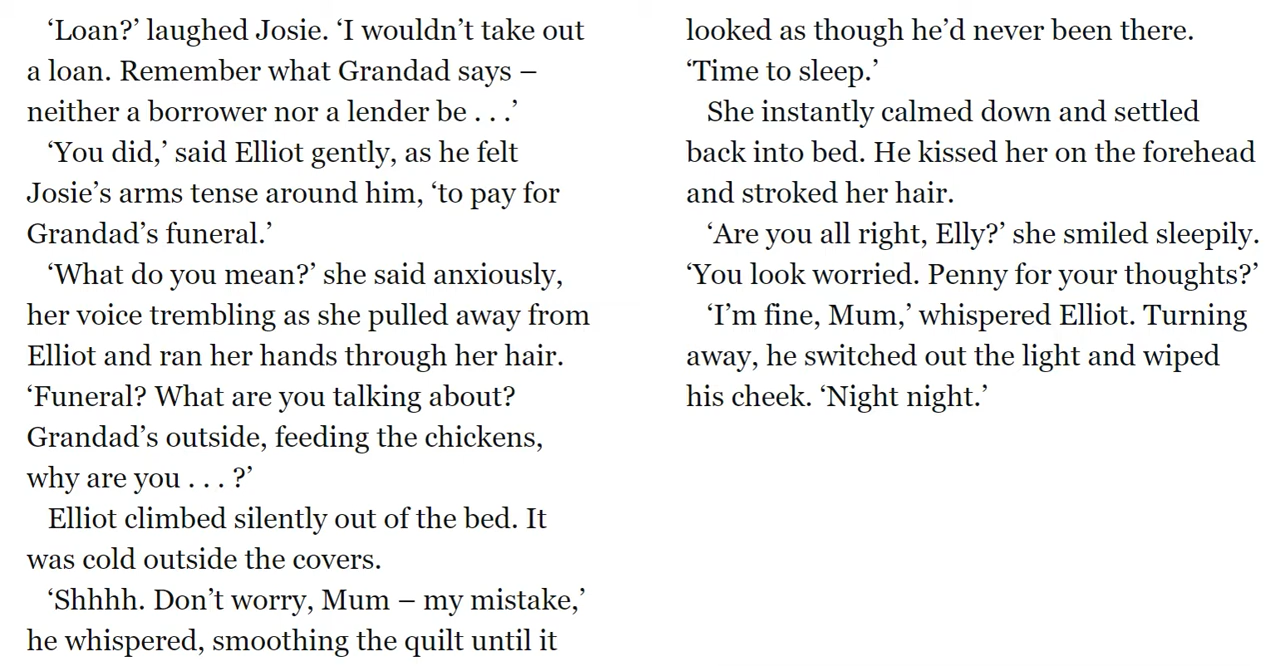 ‘Loan?’ laughed Josie. ‘I wouldn’t take out
a loan. Remember what Grandad says –
neither a borrower nor a lender be . . .’
‘You did,’ said Elliot gently, as he felt
Josie’s arms tense around him, ‘to pay for
Grandad’s funeral.’
‘What do you mean?’ she said anxiously,
her voice trembling as she pulled away from
Elliot and ran her hands through her hair.
‘Funeral? What are you talking about?
Grandad’s outside, feeding the chickens,
why are you . . . ?’
Elliot climbed silently out of the bed. It
was cold outside the covers.
‘Shhhh. Don’t worry, Mum – my mistake,’
he whispered, smoothing the quilt until it
looked as though he’d never been there.
‘Time to sleep.’
She instantly calmed down and settled
back into bed. He kissed her on the forehead
and stroked her hair.
‘Are you all right, Elly?’ she smiled sleepily.
‘You look worried. Penny for your thoughts?’
‘I’m fine, Mum,’ whispered Elliot. Turning
away, he switched out the light and wiped
his cheek. ‘Night night.’